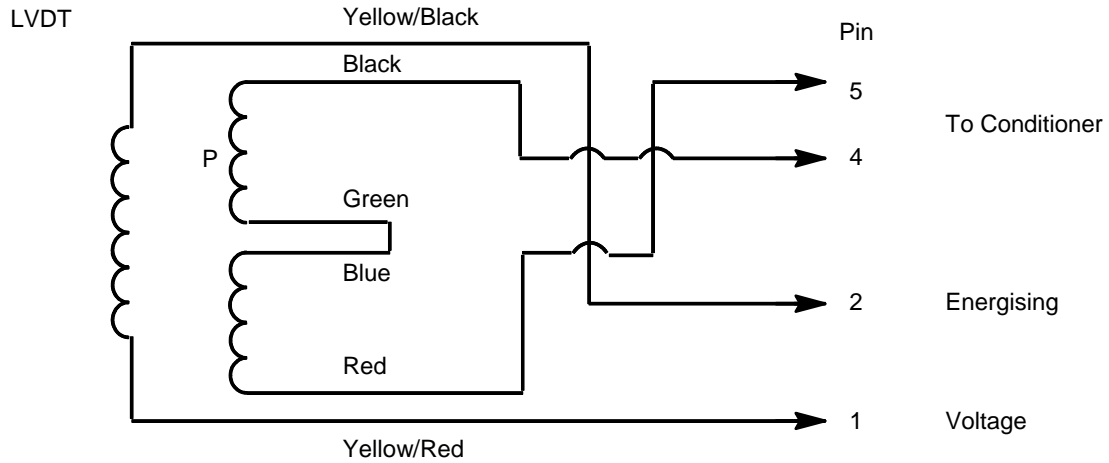 LVDT
Yellow/Black
Pin
Black
5
To Conditioner
P
4
Green
Blue
2
Energising
Red
1
Voltage
Yellow/Red